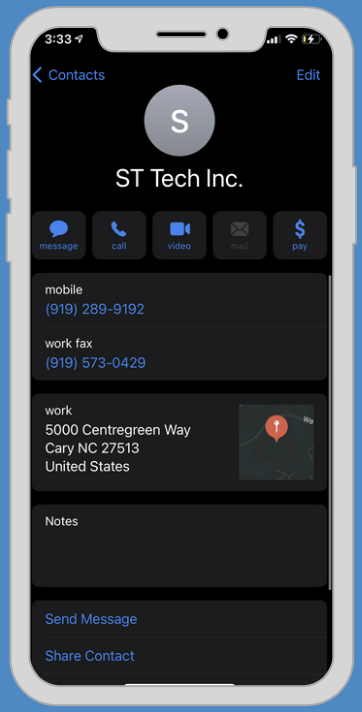 3:33
Contacts
Edit
S
ST Tech Inc.
message
call
video
mail
pay
mobile
(919) 289-9192
work fax
(919) 573-0429
work
5000 Centregreen Way
Cary NC 27513
United States
We
Notes
Send Message
Share Contact